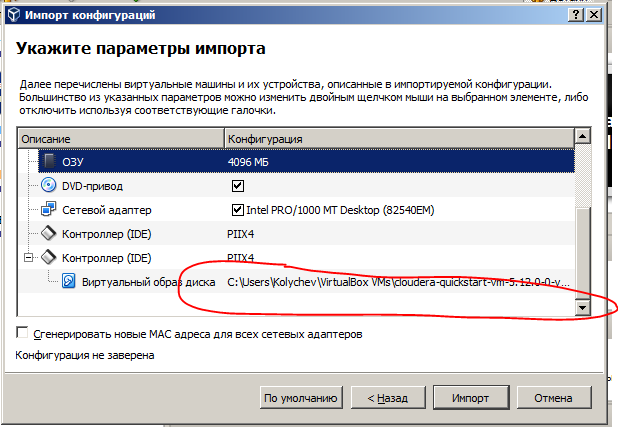 Импорт конфигураций
Укажите параметры импорта
Далее перечислены виртуальные машины и их устройства, описанные в импортируемой конфигурации.
Большинство из указанных параметров можно изменить двойным щелчком мыши на выбранном элементе, либо
отключить используя соответствующие галочки.
Описание Конфигурация
ОЗУ 4096 МБ
DVD-привод
Сетевой адаптер Intel PRO/1000 MT Desktop (82540EM)
Контроллер (IDE) PIIX4
Контроллер (IDE) PIIX4
Виртуальный образ диска C:\Users\Kolychev\VirtualBox VMs\cloudera-quickstart-vm-5.12.0-0-v...
Сгенерировать новые MAC адреса для всех сетевых адаптеров
Конфигурация не заверена
По умолчанию < Назад Импорт Отмена